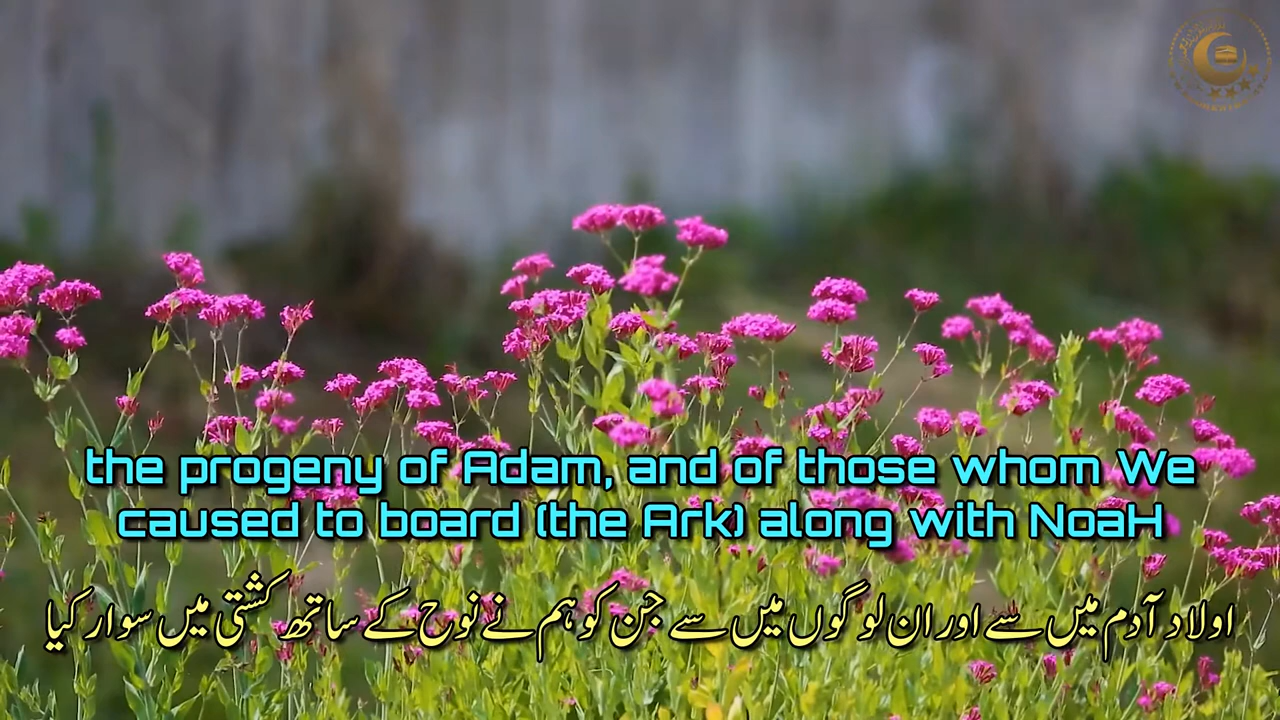 the progeny of Adam, and of those whom We
caused to board (the Ark) along with NoaH
اولاد آدم میں سے اور ان لوگوں میں سے جن کو ہم نے نوح کے ساتھ کشتی میں سوار کیا